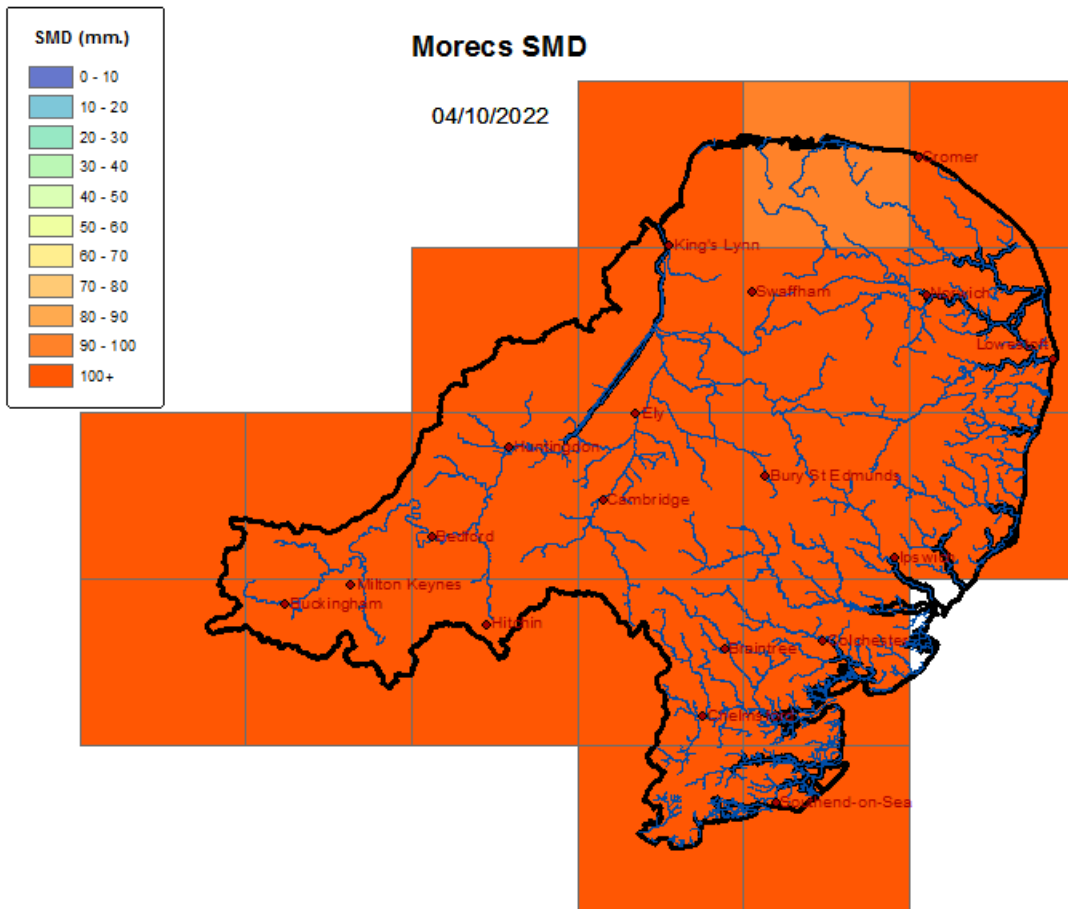 SMD (mm.)
0 - 10
10 - 20
20 - 30
30 - 40
40 - 50
50 - 60
60 - 70
70 - 80
80 - 90
90 - 100
100+
Morecs SMD
04/10/2022
Cromer
King's Lynn
Swaffham
Norwich
Lowestoft
Ely
Huntingdon
Bury St Edmunds
Cambridge
Bedford
Ipswich
Milton Keynes
Buckingham
Hitchin
Colchester
Braintree
Chelmsford
Southend-on-Sea